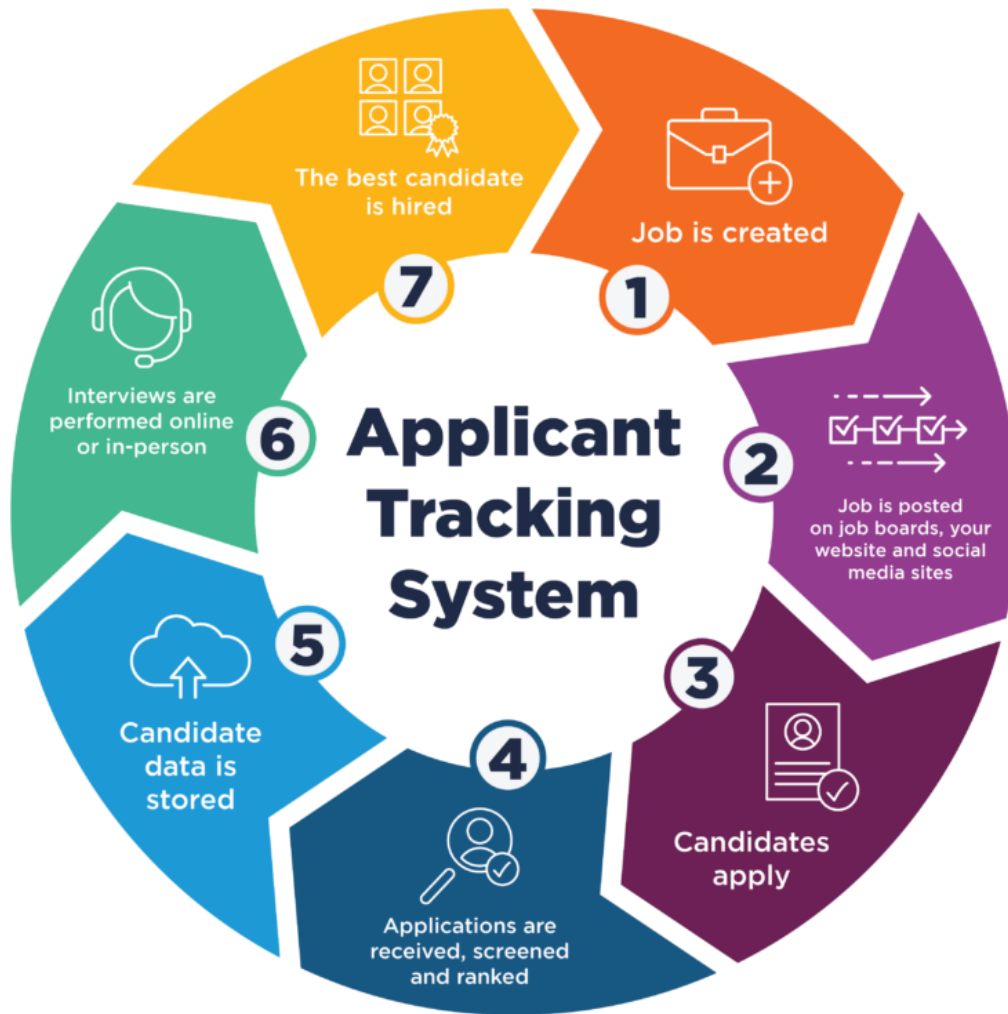 Applicant
Tracking
System
1
Job is created
2
Job is posted
on job boards, your
website and social
media sites
3
Candidates
apply
4
Applications are
received, screened
and ranked
5
Candidate
data is
stored
6
Interviews are
performed online
or in-person
7
The best candidate
is hired